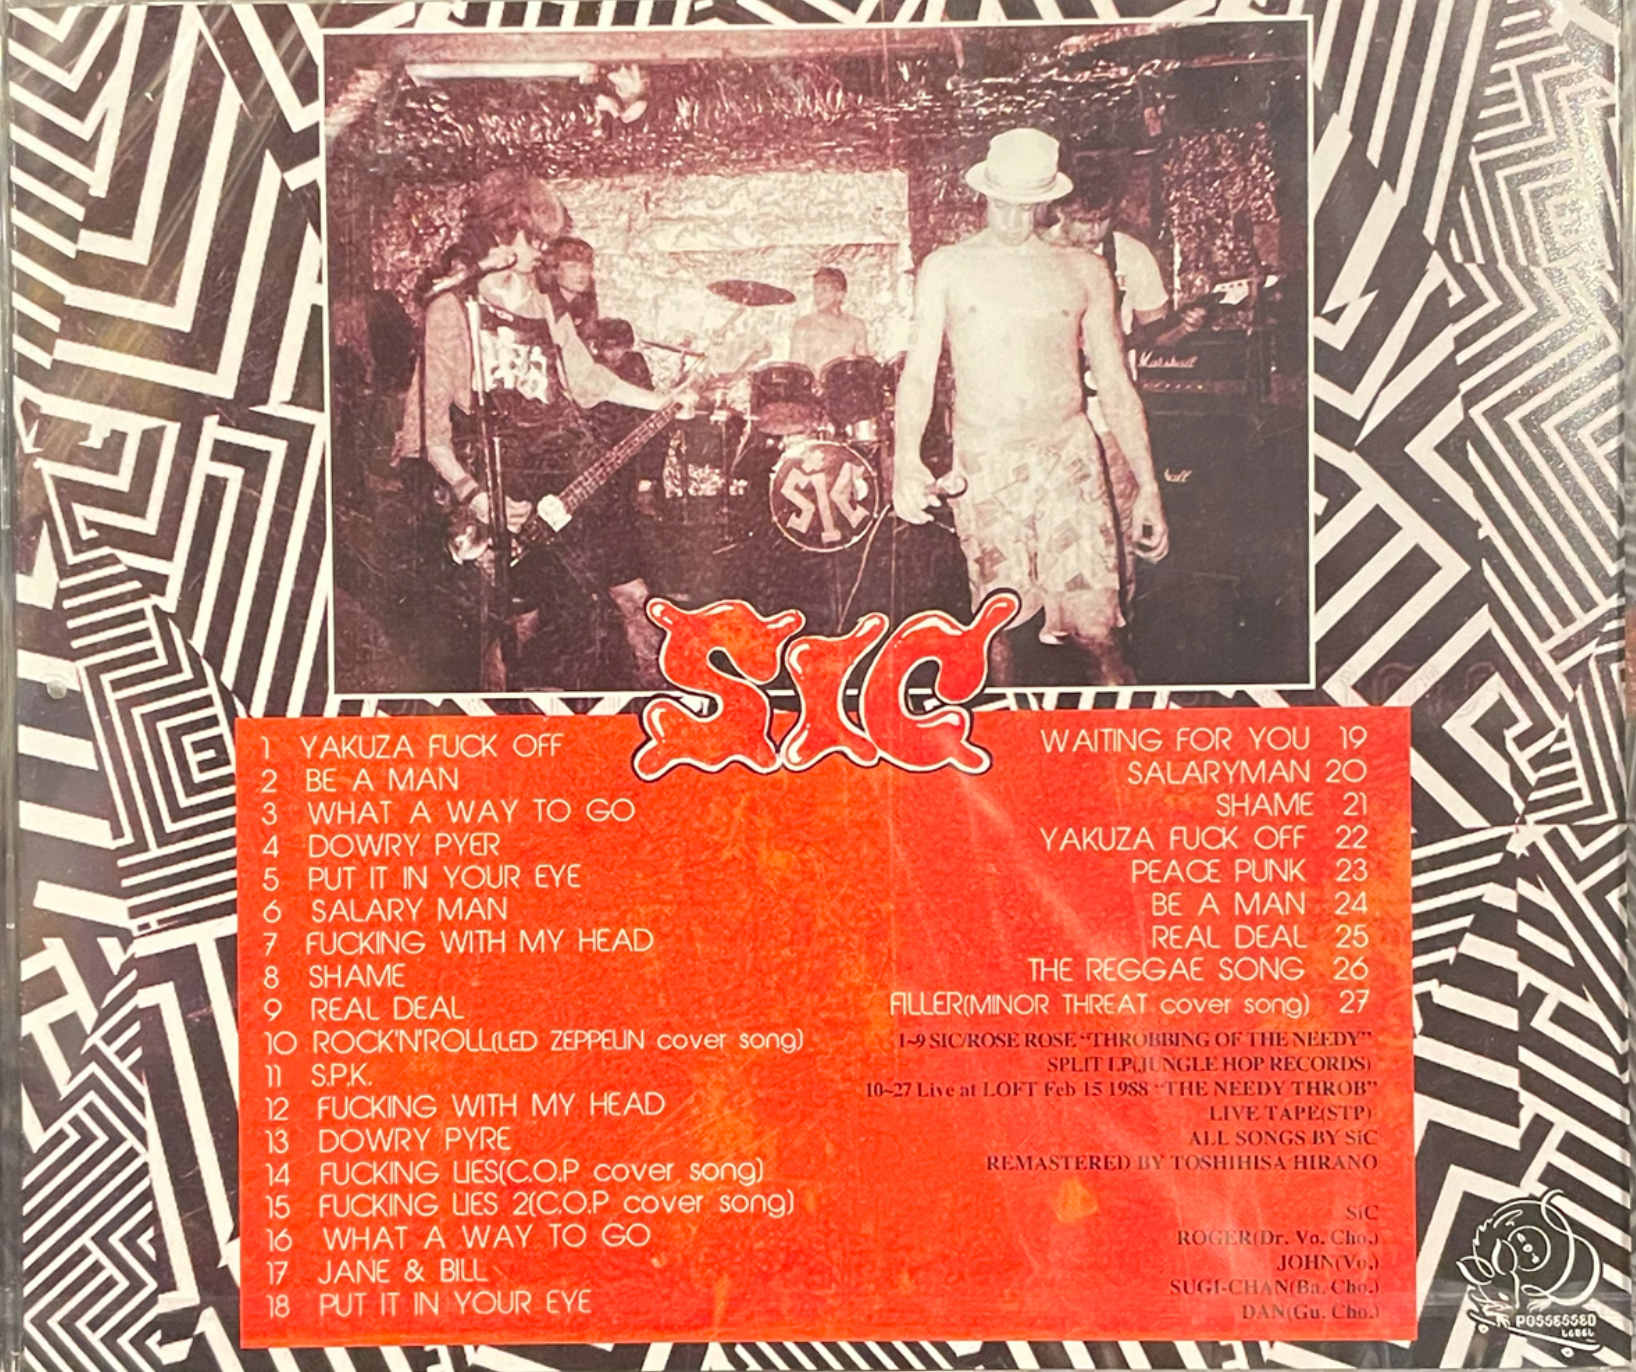 Marshall
SiC
SiC
1 YAKUZA FUCK OFF
2 BE A MAN
3 WHAT A WAY TO GO
4 DOWRY PYER
5 PUT IT IN YOUR EYE
6 SALARY MAN
7 FUCKING WITH MY HEAD
8 SHAME
9 REAL DEAL
10 ROCK'N'ROLL(LED ZEPPELIN cover song)
11 S.P.K.
12 FUCKING WITH MY HEAD
13 DOWRY PYRE
14 FUCKING LIES(C.O.P cover song)
15 FUCKING LIES 2(C.O.P cover song)
16 WHAT A WAY TO GO
17 JANE & BILL
18 PUT IT IN YOUR EYE
WAITING FOR YOU 19
SALARYMAN 20
SHAME 21
YAKUZA FUCK OFF 22
PEACE PUNK 23
BE A MAN 24
REAL DEAL 25
THE REGGAE SONG 26
FILLER(MINOR THREAT cover song) 27
1~9 SIC/ROSE ROSE "THROBBING OF THE NEEDY"
SPLIT LP(JUNGLE HOP RECORDS)
10~27 Live at LOFT Feb 15 1988 "THE NEEDY THROB"
LIVE TAPE(STP)
ALL SONGS BY SiC
REMASTERED BY TOSHIHISA HIRANO
SiC
ROGER(Dr. Vo. Cho.)
JOHN(Vo.)
SUGI-CHAN(Ba. Cho.)
DAN(Gu. Cho.)
POSSESSED
LABEL